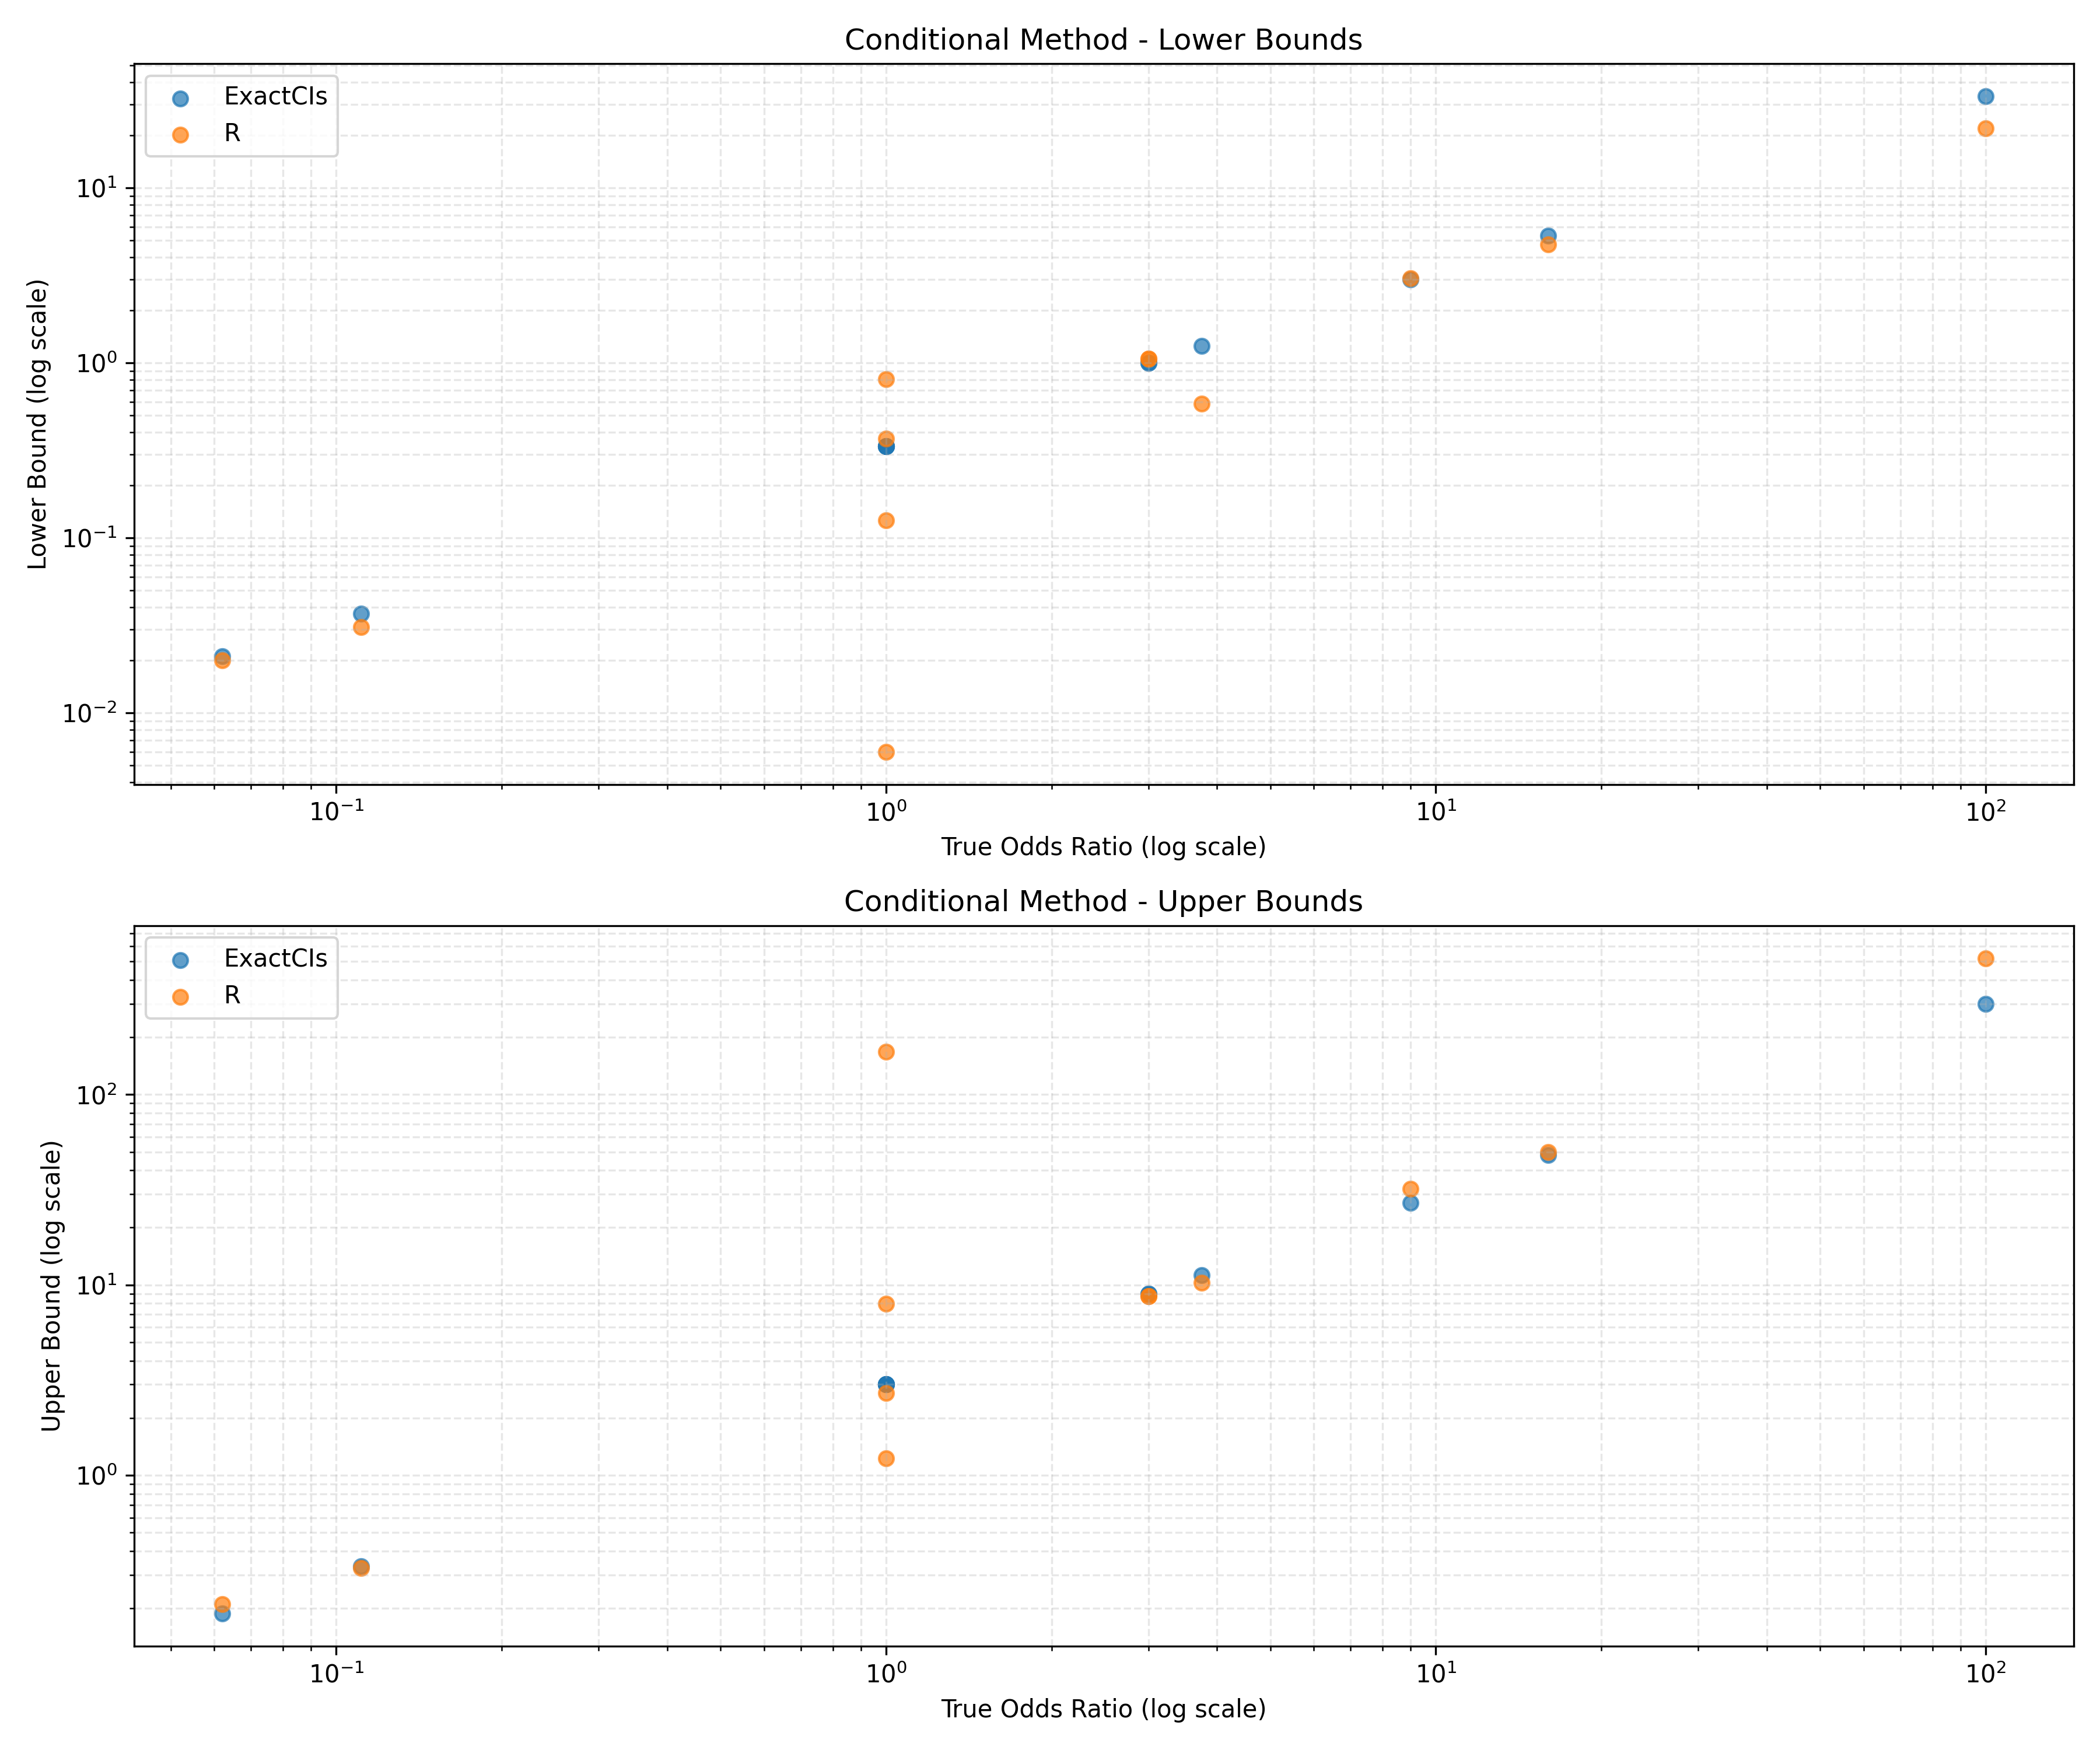 Conditional Method - Lower Bounds
ExactCIs
R
Lower Bound (log scale)
10¹
10⁰
10⁻¹
10⁻²
10⁻¹ 10⁰ 10¹ 10²
True Odds Ratio (log scale)
Conditional Method - Upper Bounds
ExactCIs
R
Upper Bound (log scale)
10²
10¹
10⁰
10⁻¹ 10⁰ 10¹ 10²
True Odds Ratio (log scale)